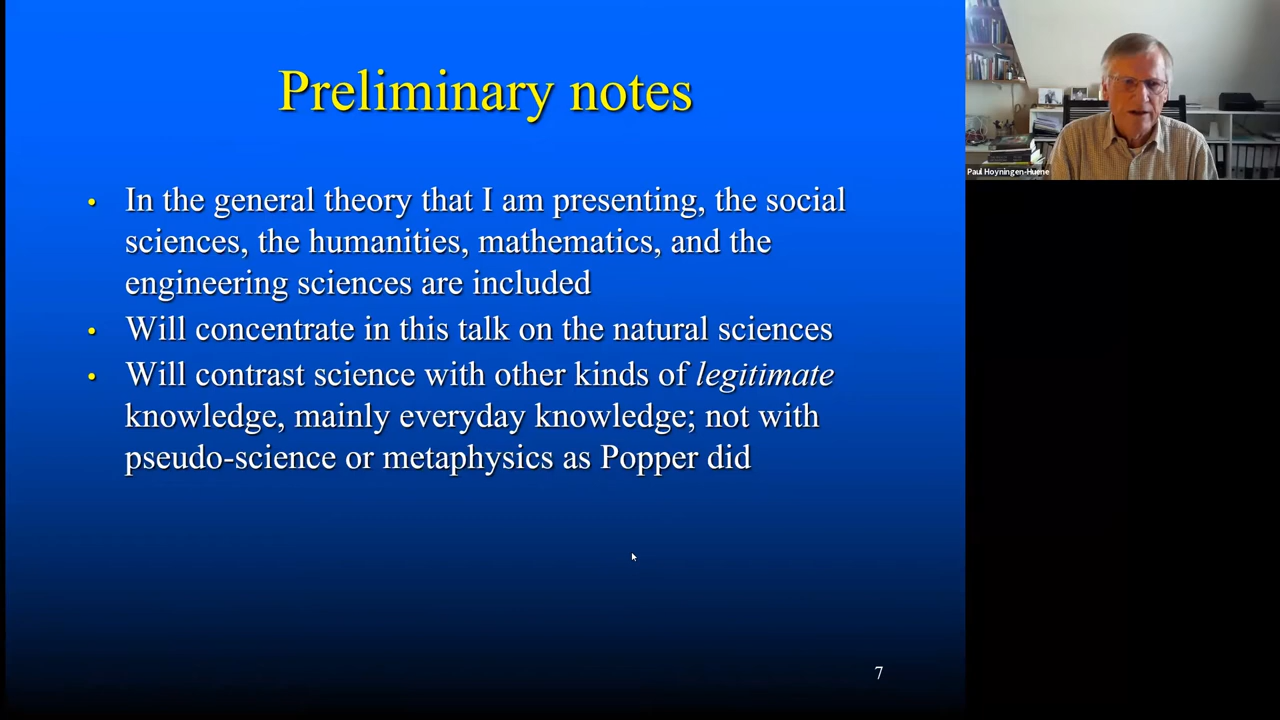 Preliminary notes
• In the general theory that I am presenting, the social
sciences, the humanities, mathematics, and the
engineering sciences are included
• Will concentrate in this talk on the natural sciences
• Will contrast science with other kinds of legitimate
knowledge, mainly everyday knowledge; not with
pseudo-science or metaphysics as Popper did
7
Paul Hoyningen-Huene